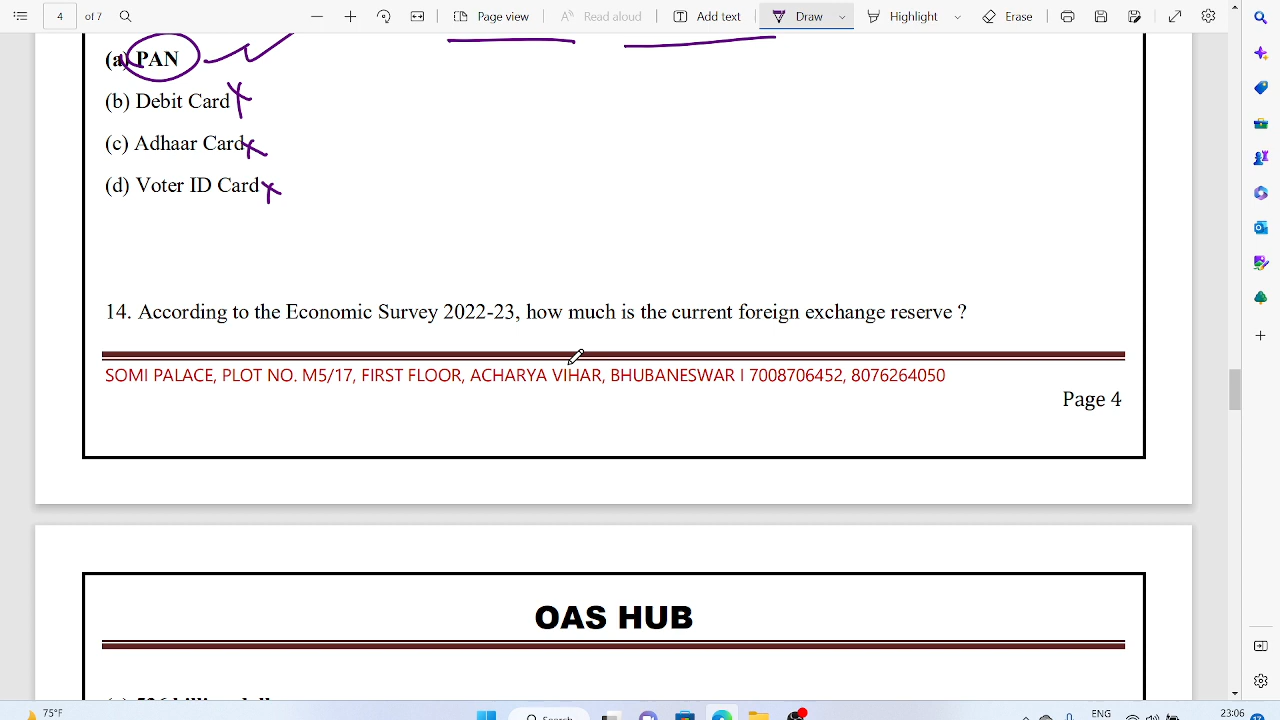 4 of 7 Page view Read aloud Add text Draw Highlight Erase
(a) PAN
(b) Debit Card
(c) Adhaar Card
(d) Voter ID Card
14. According to the Economic Survey 2022-23, how much is the current foreign exchange reserve ?
SOMI PALACE, PLOT NO. M5/17, FIRST FLOOR, ACHARYA VIHAR, BHUBANESWAR I 7008706452, 8076264050
Page 4
OAS HUB
75°F Search ENG 23:06